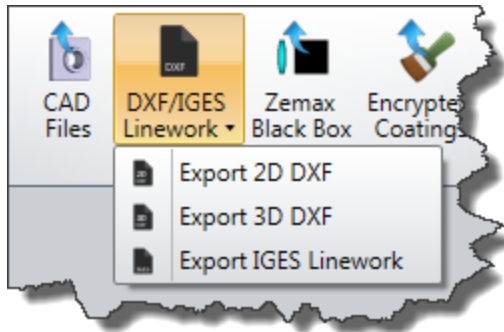 CAD
Files
DXF
DXF/IGES
Linework
Zemax
Black Box
Encrypte
Coating
Export 2D DXF
Export 3D DXF
Export IGES Linework